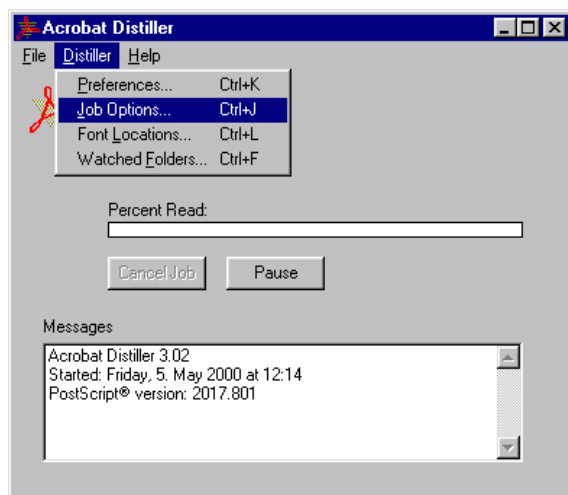 Acrobat Distiller
File Distiller Help
Preferences... Ctrl+K
Job Options... Ctrl+J
Font Locations... Ctrl+L
Watched Folders... Ctrl+F
Percent Read:
Cancel Job Pause
Messages
Acrobat Distiller 3.02
Started: Friday, 5. May 2000 at 12:14
PostScript® version: 2017.801